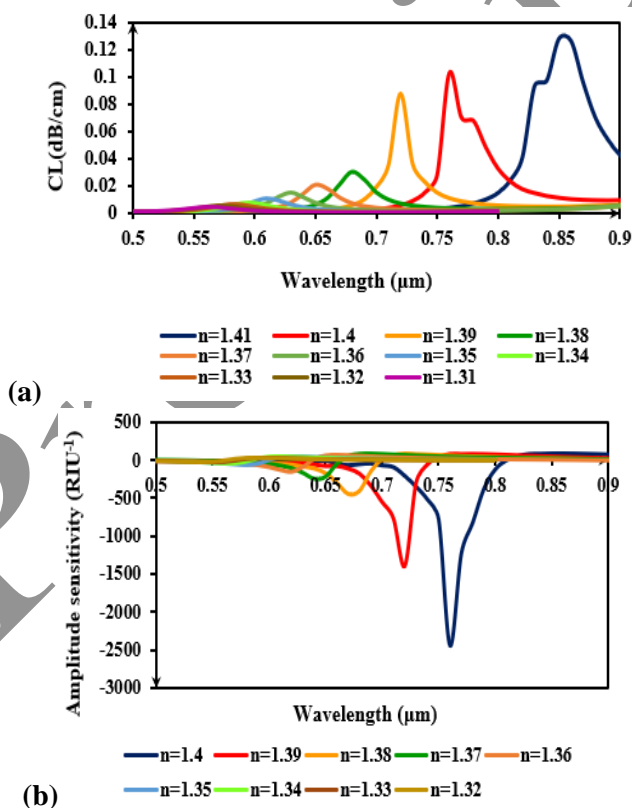 0.14
0.12
0.1
0.08
0.06
0.04
0.02
0
CL(dB/cm)
0.5 0.55 0.6 0.65 0.7 0.75 0.8 0.85 0.9
Wavelength (μm)
n=1.41 n=1.4 n=1.39 n=1.38
n=1.37 n=1.36 n=1.35 n=1.34
n=1.33 n=1.32 n=1.31
(a)
500
0
-500
-1000
-1500
-2000
-2500
-3000
Amplitude sensitivity (RIU⁻¹)
0.5 0.55 0.6 0.65 0.7 0.75 0.8 0.85 0.9
Wavelength (μm)
n=1.4 n=1.39 n=1.38 n=1.37 n=1.36
n=1.35 n=1.34 n=1.33 n=1.32
(b)